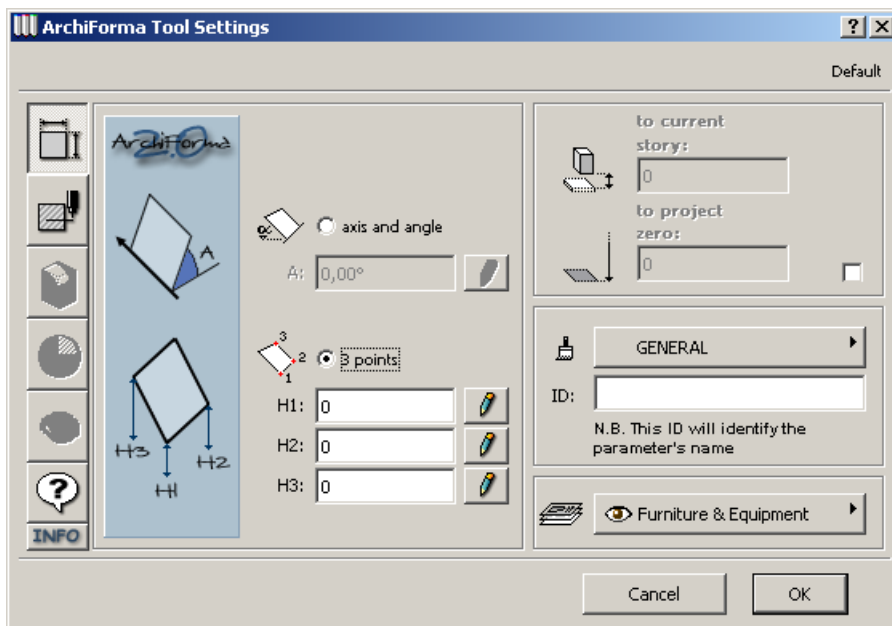 ArchiForma Tool Settings
Default
ArchiForma
2.0
A
H3
H2
H1
INFO
α
axis and angle
A: 0,00°
3
2
1
3 points
H1: 0
H2: 0
H3: 0
to current
story:
0
to project
zero:
0
GENERAL
ID:
N.B. This ID will identify the
parameter's name
Furniture & Equipment
Cancel
OK